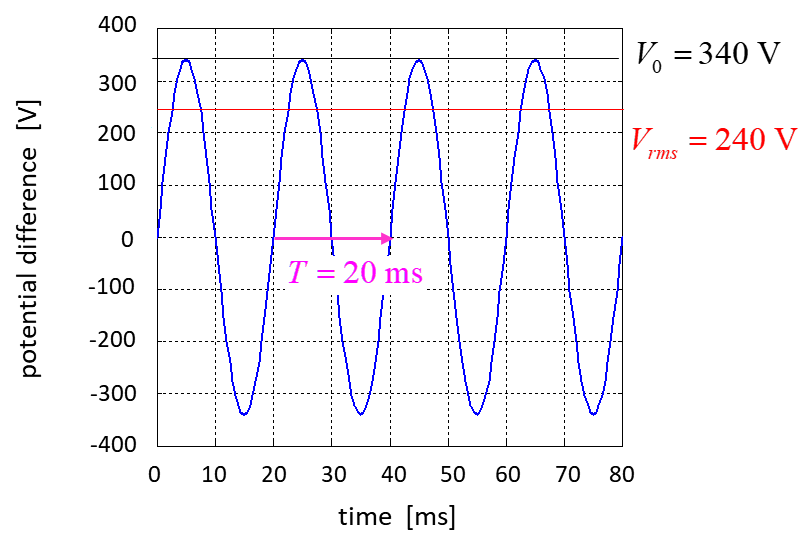 400
300
200
100
0
-100
-200
-300
-400
potential difference [V]
0 10 20 30 40 50 60 70 80
time [ms]
V₀ = 340 V
Vᵣₘₛ = 240 V
T = 20 ms